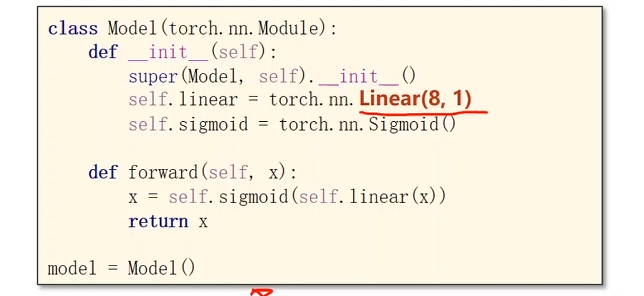 class Model(torch.nn.Module):
    def __init__(self):
        super(Model, self).__init__()
        self.linear = torch.nn.Linear(8, 1)
        self.sigmoid = torch.nn.Sigmoid()
    def forward(self, x):
        x = self.sigmoid(self.linear(x))
        return x
model = Model()